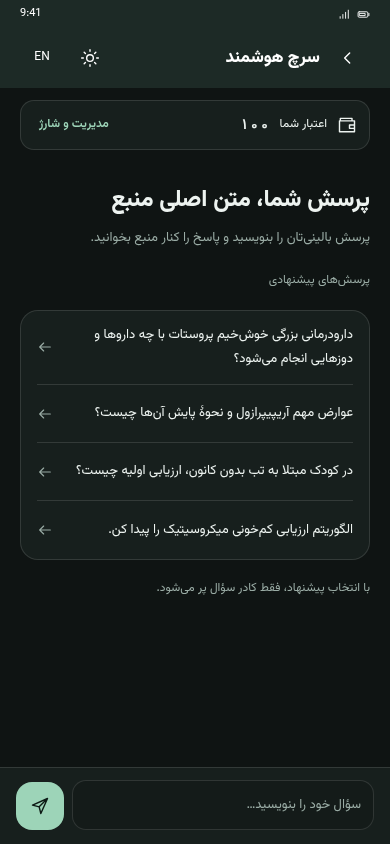 9:41
سرچ هوشمند
EN
اعتبار شما ۱۰۰
مدیریت و شارژ
پرسش شما، متن اصلی منبع
پرسش بالینی‌تان را بنویسید و پاسخ را کنار منبع بخوانید.
پرسش‌های پیشنهادی
دارودرمانی بزرگی خوش‌خیم پروستات با چه داروها و
دوزهایی انجام می‌شود؟
عوارض مهم آریپیپرازول و نحوهٔ پایش آن‌ها چیست؟
در کودک مبتلا به تب بدون کانون، ارزیابی اولیه چیست؟
الگوریتم ارزیابی کم‌خونی میکروسیتیک را پیدا کن.
با انتخاب پیشنهاد، فقط کادر سؤال پر می‌شود.
سؤال خود را بنویسید...